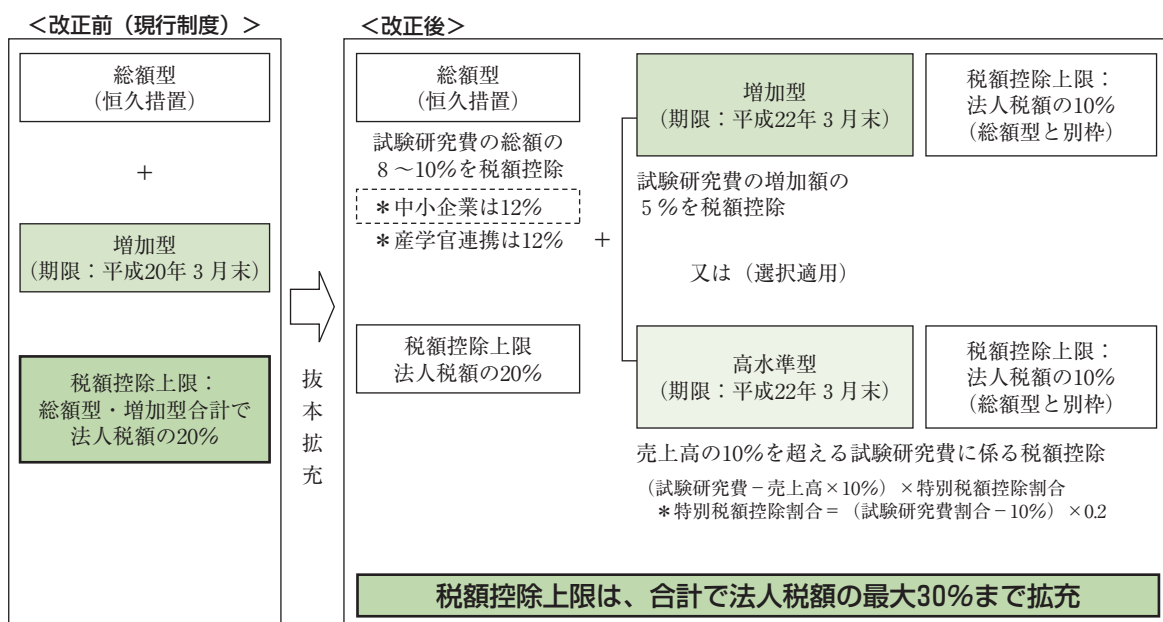 ＜改正前（現行制度）＞
総額型
（恒久措置）
＋
増加型
（期限：平成20年３月末）
税額控除上限：
総額型・増加型合計で
法人税額の20％
抜本拡充
＜改正後＞
総額型
（恒久措置）
試験研究費の総額の
８～10％を税額控除
＊中小企業は12％
＊産学官連携は12％
税額控除上限
法人税額の20％
＋
増加型
（期限：平成22年３月末）
税額控除上限：
法人税額の10％
（総額型と別枠）
試験研究費の増加額の
５％を税額控除
又は（選択適用）
高水準型
（期限：平成22年３月末）
税額控除上限：
法人税額の10％
（総額型と別枠）
売上高の10％を超える試験研究費に係る税額控除
（試験研究費－売上高×10％）×特別税額控除割合
＊特別税額控除割合＝（試験研究費割合－10％）×0.2
税額控除上限は、合計で法人税額の最大30％まで拡充